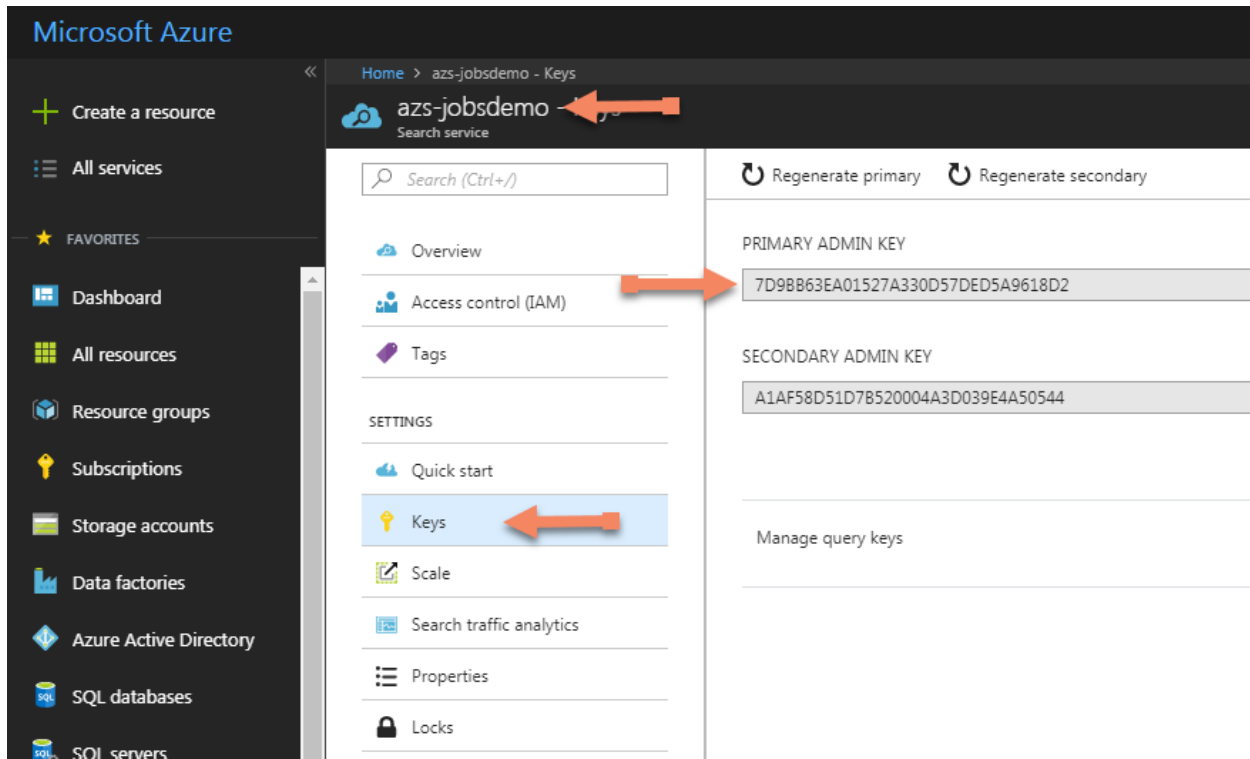 Microsoft Azure
«
Home > azs-jobsdemo - Keys
azs-jobsdemo -
Search service
Create a resource
All services
FAVORITES
Dashboard
All resources
Resource groups
Subscriptions
Storage accounts
Data factories
Azure Active Directory
SQL databases
SQL servers
Search (Ctrl+/)
Overview
Access control (IAM)
Tags
SETTINGS
Quick start
Keys
Scale
Search traffic analytics
Properties
Locks
Regenerate primary Regenerate secondary
PRIMARY ADMIN KEY
7D9BB63EA01527A330D57DED5A9618D2
SECONDARY ADMIN KEY
A1AF58D51D7B520004A3D039E4A50544
Manage query keys